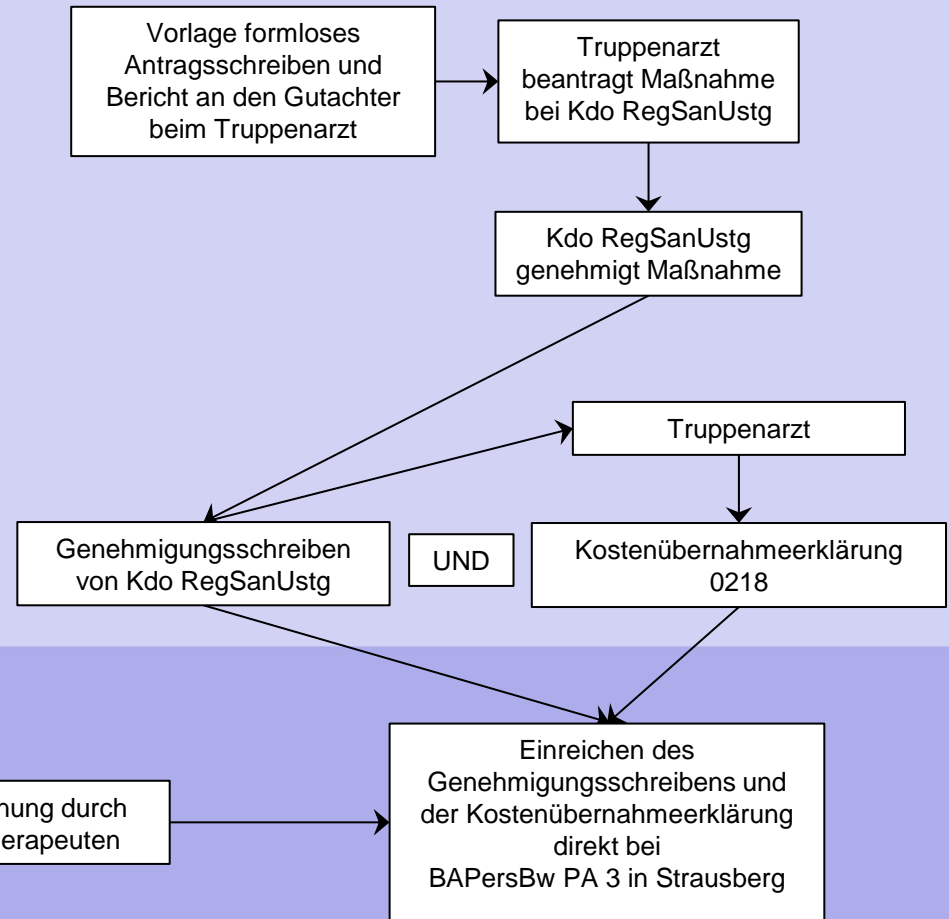 Vorlage formloses
Antragsschreiben und
Bericht an den Gutachter
beim Truppenarzt
Truppenarzt
beantragt Maßnahme
bei Kdo RegSanUstg
Kdo RegSanUstg
genehmigt Maßnahme
Truppenarzt
Genehmigungsschreiben
von Kdo RegSanUstg
UND
Kostenübernahmeerklärung
0218
durch
Einreichen des
Genehmigungsschreibens und
der Kostenübernahmeerklärung
direkt bei
BAPersBw PA 3 in Strausberg